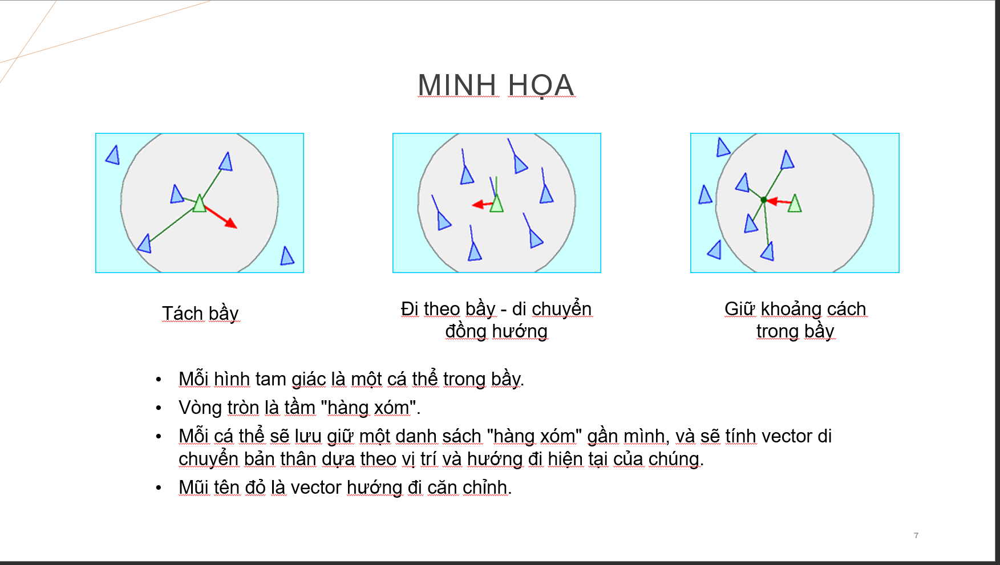 MINH HỌA
Tách bầy
Đi theo bầy - di chuyển
đồng hướng
Giữ khoảng cách
trong bầy
• Mỗi hình tam giác là một cá thể trong bầy.
• Vòng tròn là tầm "hàng xóm".
• Mỗi cá thể sẽ lưu giữ một danh sách "hàng xóm" gần mình, và sẽ tính vector di
chuyển bản thân dựa theo vị trí và hướng đi hiện tại của chúng.
• Mũi tên đỏ là vector hướng đi căn chỉnh.
7